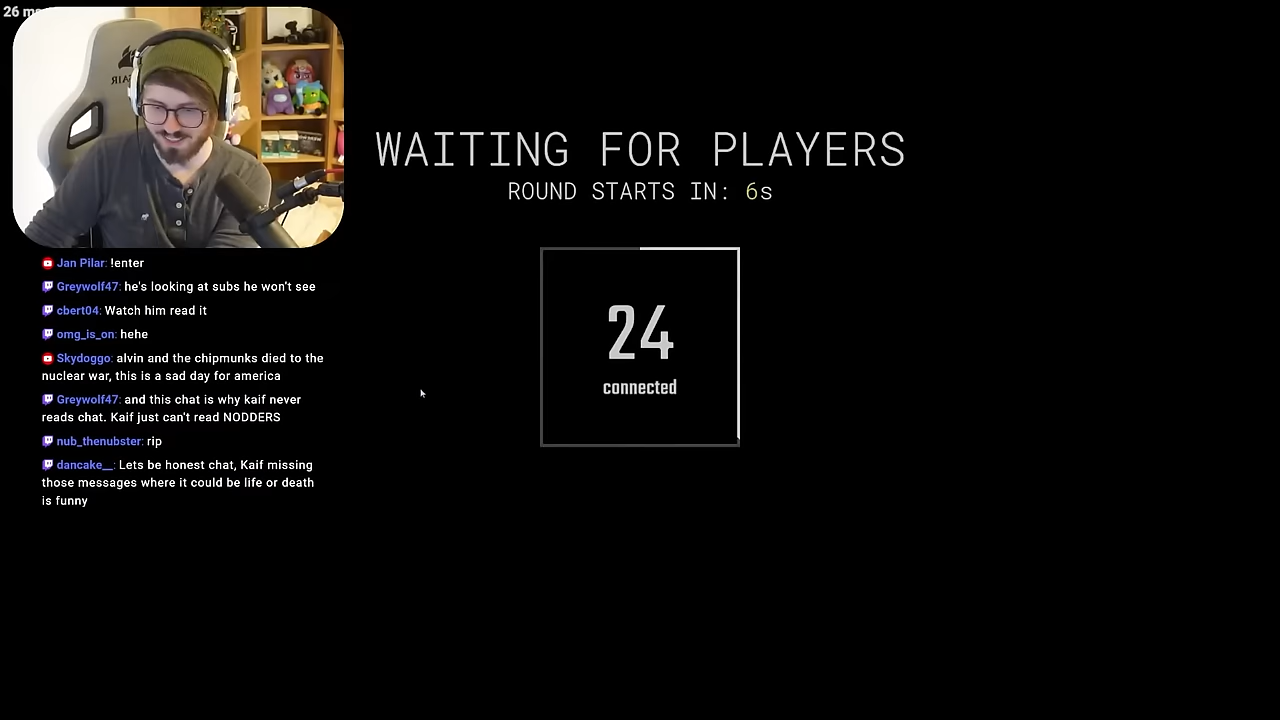 26 ms
WAITING FOR PLAYERS
ROUND STARTS IN: 6s
24
connected
Jan Pilar: !enter
Greywolf47: he's looking at subs he won't see
cbert04: Watch him read it
omg_is_on: hehe
Skydoggo: alvin and the chipmunks died to the
nuclear war, this is a sad day for america
Greywolf47: and this chat is why kaif never
reads chat. Kaif just can't read NODDERS
nub_thenubster: rip
dancake__: Lets be honest chat, Kaif missing
those messages where it could be life or death
is funny